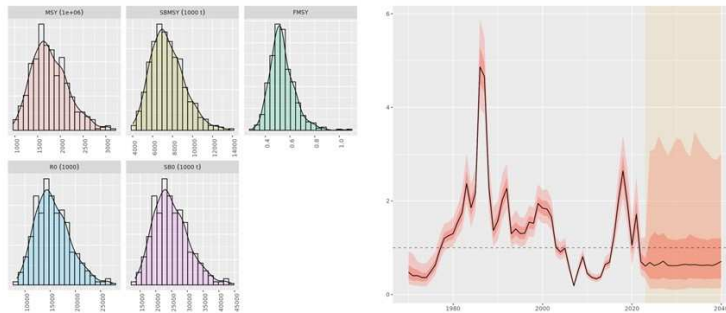 MSY (1e+06)
SBMSY (1000 t)
FMSY
1000 1500 2000 2500 3000
4000 6000 8000 10000 12000 14000
0.4 0.6 0.8 1.0
R0 (1000)
SB0 (1000 t)
10000 15000 20000 25000
15000 20000 25000 30000 35000 40000 45000
6
4
2
0
1980 2000 2020 2040